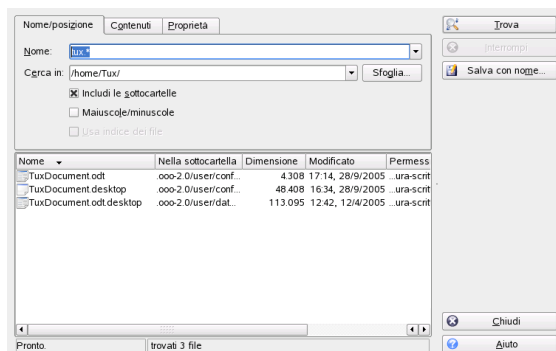 Nome/posizione Contenuti Proprietà
Nome: tux.*
Cerca in: /home/Tux/ Sfoglia...
Includi le sottocartelle
Maiuscole/minuscole
Usa indice dei file
Trova
Interrompi
Salva con nome...
Nome Nella sottocartella Dimensione Modificato Permess
TuxDocument.odt .ooo-2.0/user/conf... 4.308 17:14, 28/9/2005 ...ura-scrit
TuxDocument.desktop .ooo-2.0/user/conf... 48.408 16:34, 28/9/2005 ...ura-scrit
TuxDocument.odt.desktop .ooo-2.0/user/dat... 113.095 12:42, 12/4/2005 ...ura-scrit
Chiudi
Pronto. trovati 3 file
Aiuto